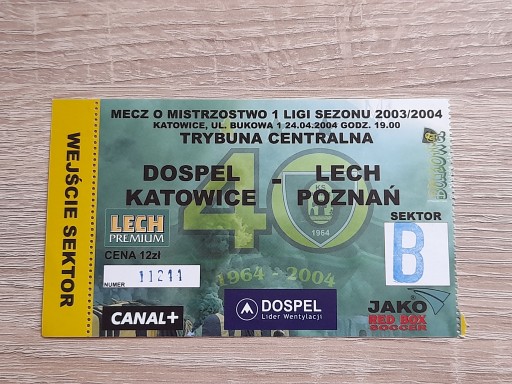 WEJŚCIE SEKTOR
MECZ O MISTRZOSTWO 1 LIGI SEZONU 2003/2004
KATOWICE, UL. BUKOWA 1 24.04.2004 GODZ. 19.00
TRYBUNA CENTRALNA
DOSPEL - LECH
KATOWICE POZNAŃ
40
KS
1964
LECH
PREMIUM
SEKTOR
B
CENA 12zł
NUMER 11211
1964 - 2004
CANAL+
DOSPEL
Lider Wentylacji
JAKO
RED BOX
SOCCER